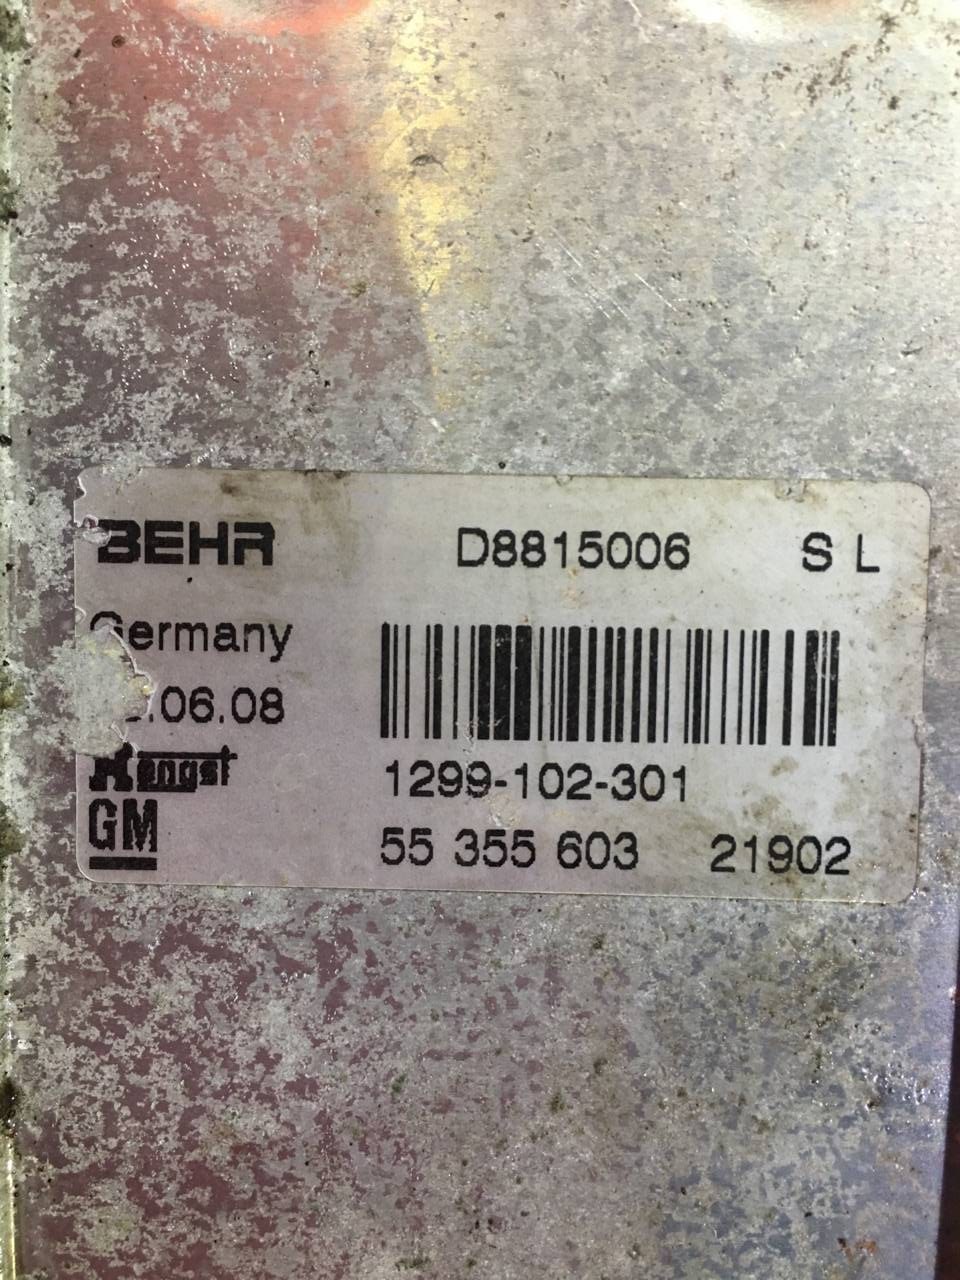 BEHR D8815006 S L
Germany
.06.08
Hengst 1299-102-301
GM 55 355 603 21902